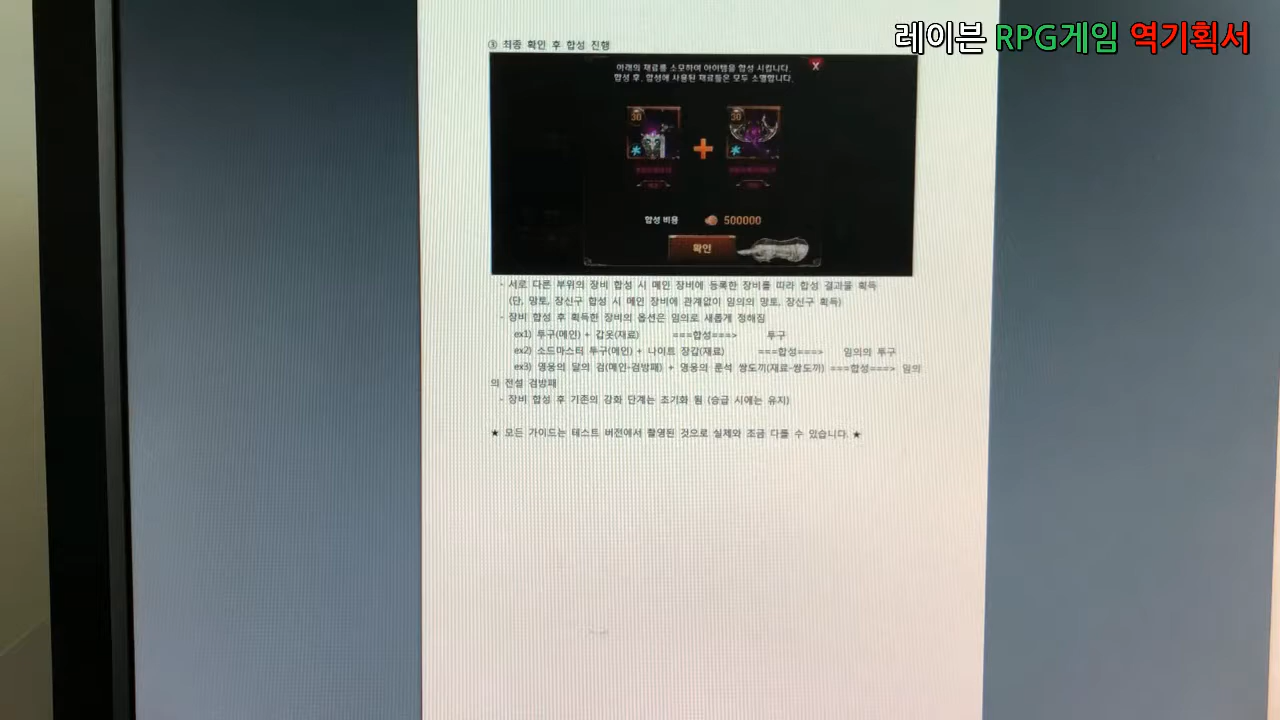 레이븐 RPG게임 역기획서
③ 최종 확인 후 합성 진행
아래의 재료를 소모하여 아이템을 합성 시킵니다.
합성 후, 합성에 사용된 재료들은 모두 소멸합니다.
X
30
30
합성 비용 500000
확인
- 서로 다른 부위의 장비 합성 시 메인 장비에 등록한 장비를 따라 합성 결과물 획득
(단, 망토, 장신구 합성 시 메인 장비에 관계없이 임의의 망토, 장신구 획득)
- 장비 합성 후 획득한 장비의 옵션은 임의로 새롭게 정해짐
ex1) 투구(메인) + 갑옷(재료) ===합성===> 투구
ex2) 소드마스터 투구(메인) + 나이트 장갑(재료) ===합성===> 임의의 투구
ex3) 영웅의 달의 검(메인-검방패) + 영웅의 룬석 쌍도끼(재료-쌍도끼) ===합성===> 임의
의 전설 검방패
- 장비 합성 후 기존의 강화 단계는 초기화 됨 (승급 시에는 유지)
★ 모든 가이드는 테스트 버전에서 촬영된 것으로 실제와 조금 다를 수 있습니다. ★